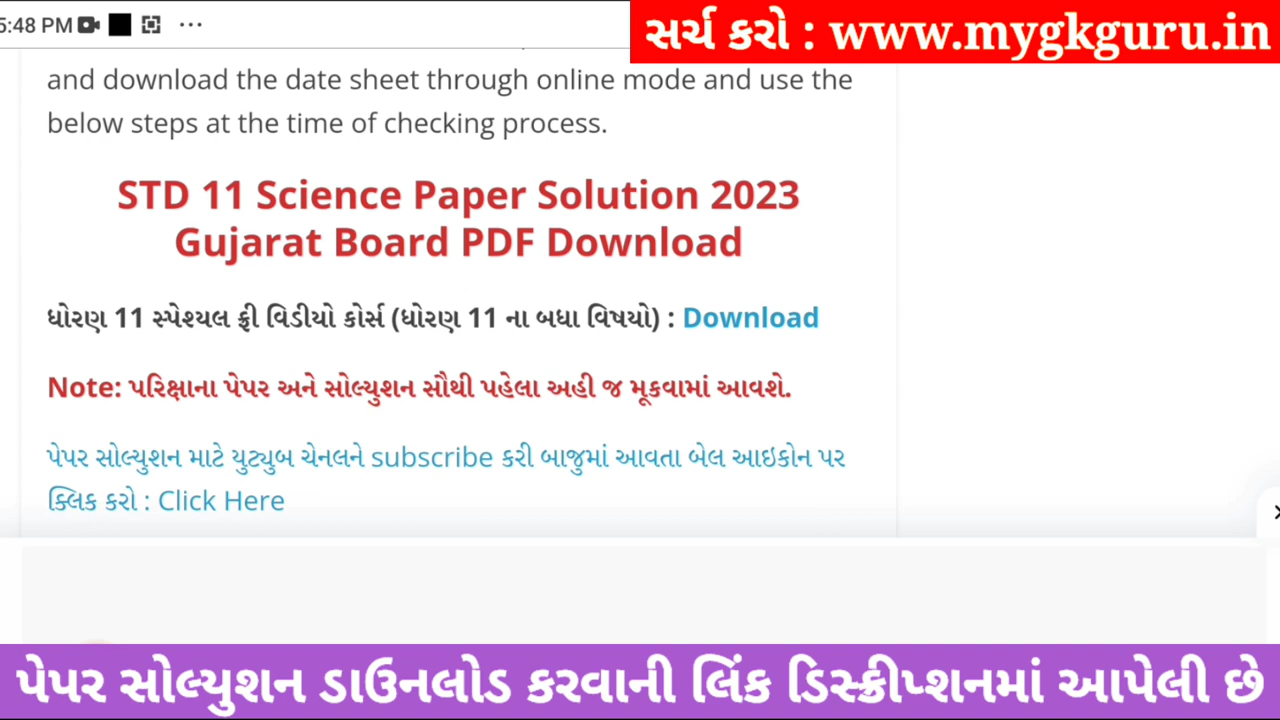 5:48 PM
સર્ચ કરો : www.mygkguru.in
and download the date sheet through online mode and use the
below steps at the time of checking process.
STD 11 Science Paper Solution 2023
Gujarat Board PDF Download
ધોરણ 11 સ્પેશ્યલ ફ્રી વિડીયો કોર્સ (ધોરણ 11 ના બધા વિષયો) : Download
Note: પરિક્ષાના પેપર અને સોલ્યુશન સૌથી પહેલા અહી જ મૂકવામાં આવશે.
પેપર સોલ્યુશન માટે યુટ્યુબ ચેનલને subscribe કરી બાજુમાં આવતા બેલ આઇકોન પર
ક્લિક કરો : Click Here
પેપર સોલ્યુશન ડાઉનલોડ કરવાની લિંક ડિસ્ક્રીપ્શનમાં આપેલી છે